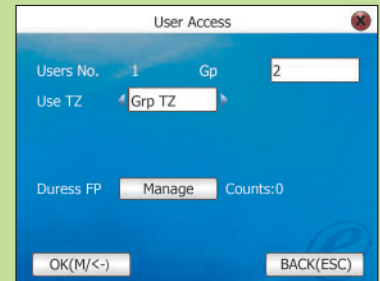 User Access
Users No. 1 Gp 2
Use TZ Grp TZ
Duress FP Manage Counts:0
OK(M/<-) BACK(ESC)